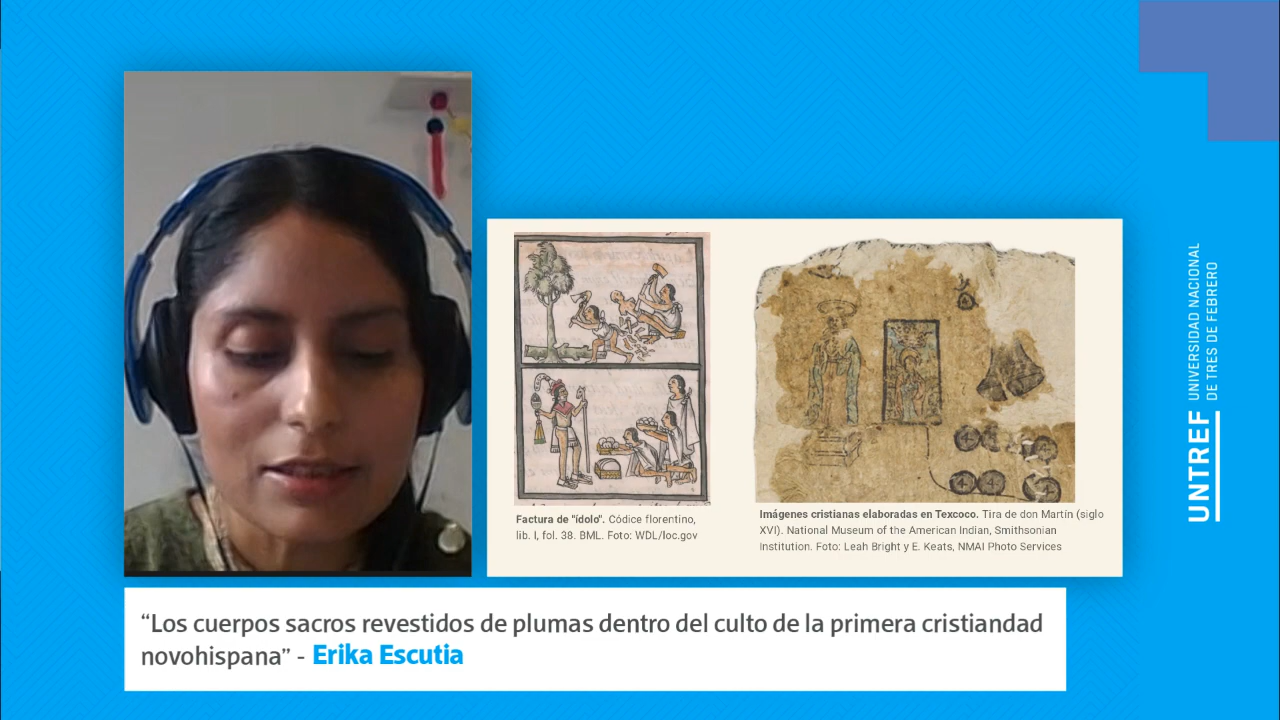 Factura de "ídolo". Códice florentino,
lib. I, fol. 38. BML. Foto: WDL/loc.gov
Imágenes cristianas elaboradas en Texcoco. Tira de don Martín (siglo
XVI). National Museum of the American Indian, Smithsonian
Institution. Foto: Leah Bright y E. Keats, NMAI Photo Services
“Los cuerpos sacros revestidos de plumas dentro del culto de la primera cristiandad
novohispana” - Erika Escutia
UNTREF
UNIVERSIDAD NACIONAL
DE TRES DE FEBRERO